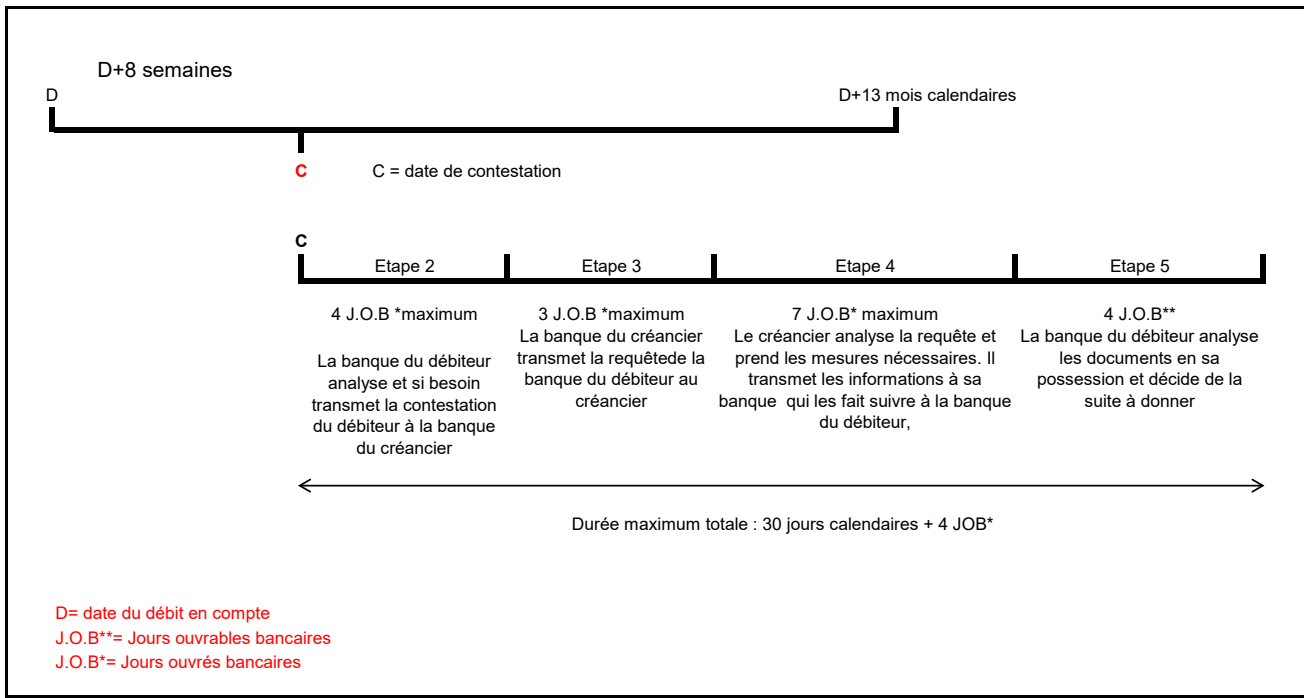 D+8 semaines
D
D+13 mois calendaires
C
C = date de contestation
C
Etape 2
Etape 3
Etape 4
Etape 5
4 J.O.B *maximum
La banque du débiteur
analyse et si besoin
transmet la contestation
du débiteur à la banque
du créancier
3 J.O.B *maximum
La banque du créancier
transmet la requêtede la
banque du débiteur au
créancier
7 J.O.B* maximum
Le créancier analyse la requête et
prend les mesures nécessaires. Il
transmet les informations à sa
banque qui les fait suivre à la banque
du débiteur,
4 J.O.B**
La banque du débiteur analyse
les documents en sa
possession et décide de la
suite à donner
Durée maximum totale : 30 jours calendaires + 4 JOB*
D= date du débit en compte
J.O.B**= Jours ouvrables bancaires
J.O.B*= Jours ouvrés bancaires